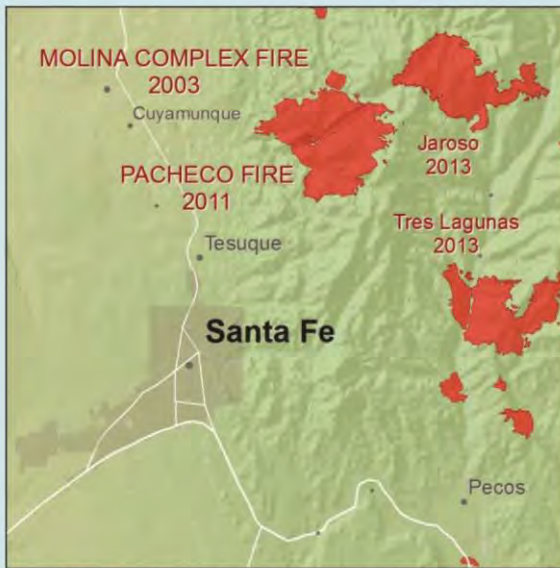 MOLINA COMPLEX FIRE
2003
Cuyamunque
Jaroso
2013
PACHECO FIRE
2011
Tres Lagunas
2013
Tesuque
Santa Fe
Pecos